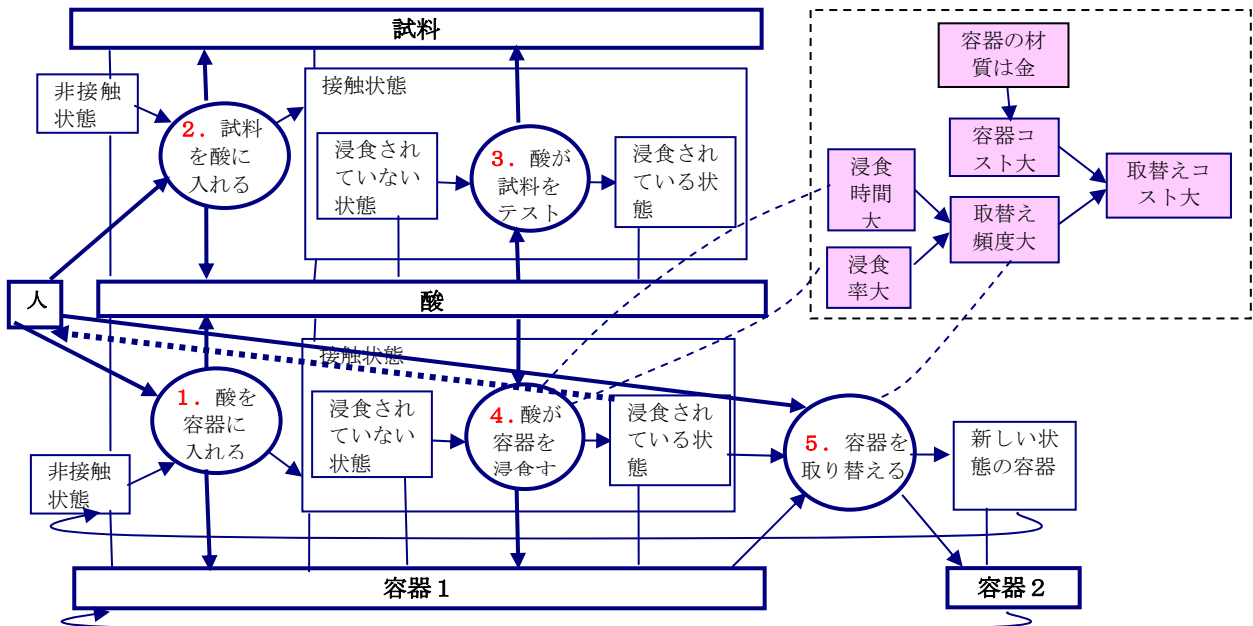 試料
非接触
状態
2. 試料
を酸に
入れる
接触状態
浸食され
ていない
状態
3. 酸が
試料を
テスト
浸食され
ている状
態
人
酸
非接触
状態
1. 酸を
容器に
入れる
接触状態
浸食され
ていない
状態
4. 酸が
容器を
浸食す
浸食され
ている状
態
5. 容器を
取り替える
新しい状
態の容器
容器1
容器2
容器の材
質は金
容器コ
スト大
浸食
時間
大
取替え
頻度大
取替えコ
スト大
浸食
率大